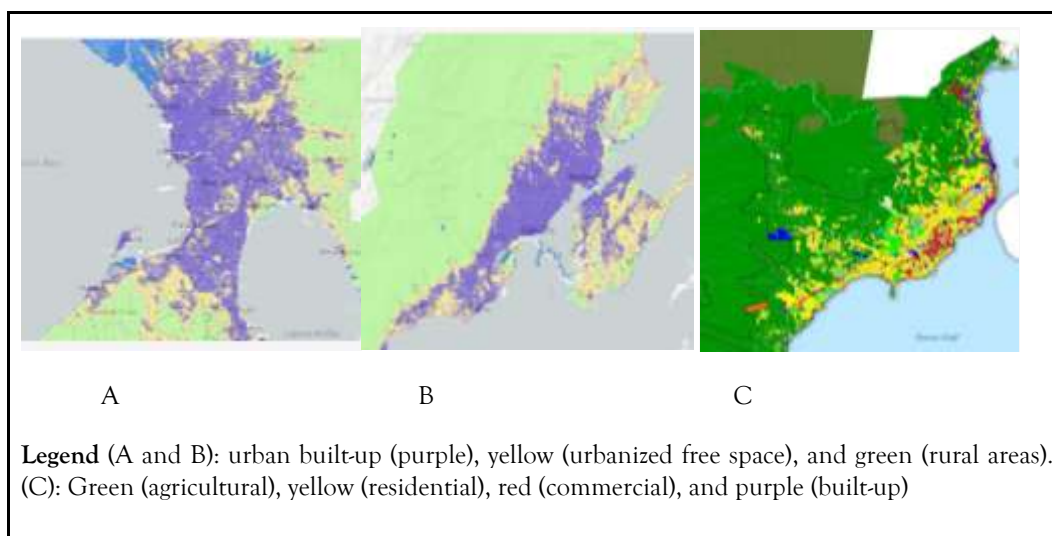 A B C
Legend (A and B): urban built-up (purple), yellow (urbanized free space), and green (rural areas).
(C): Green (agricultural), yellow (residential), red (commercial), and purple (built-up)